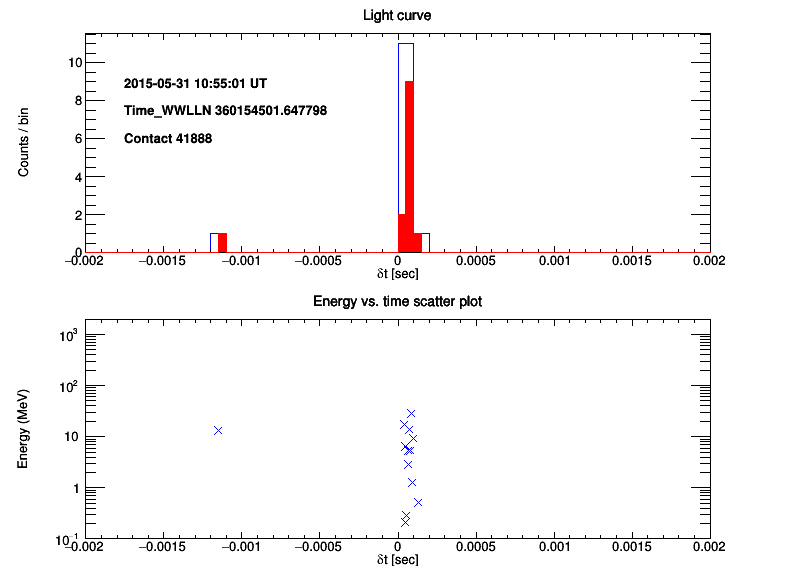 Light curve
10
8
6
4
2
0
Counts / bin
2015-05-31 10:55:01 UT
Time_WWLLN 360154501.647798
Contact 41888
−0.002 −0.0015 −0.001 −0.0005 0 0.0005 0.001 0.0015 0.002
δt [sec]
Energy vs. time scatter plot
10³
10²
10
1
10⁻¹
Energy (MeV)
−0.002 −0.0015 −0.001 −0.0005 0 0.0005 0.001 0.0015 0.002
δt [sec]